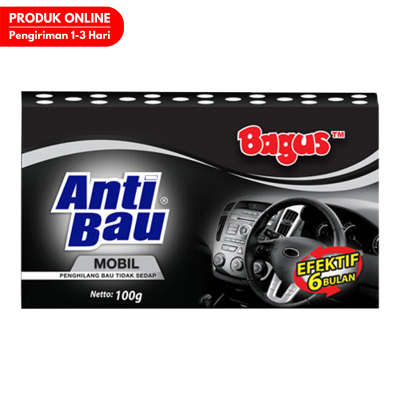 PRODUK ONLINE
Pengiriman 1-3 Hari
Bagus™
Anti
Bau®
MOBIL
PENGHILANG BAU TIDAK SEDAP
EFEKTIF
6 BULAN
Netto: 100g